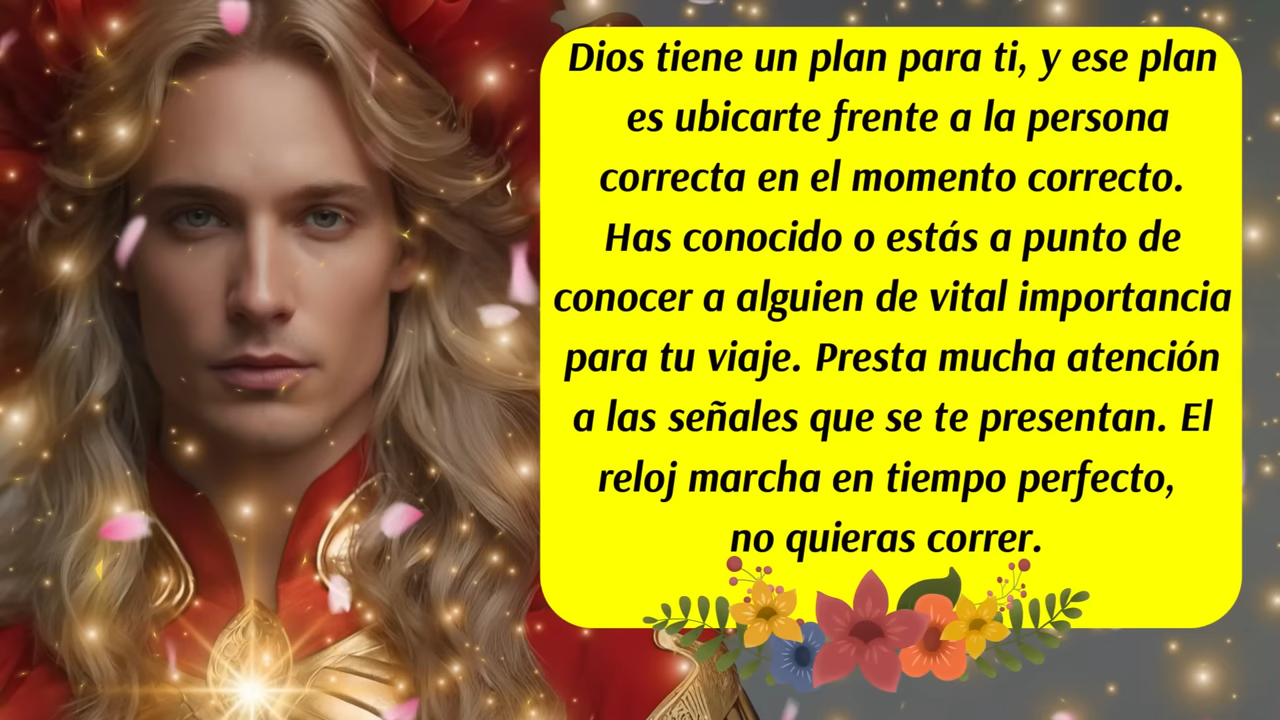 Dios tiene un plan para ti, y ese plan
es ubicarte frente a la persona
correcta en el momento correcto.
Has conocido o estás a punto de
conocer a alguien de vital importancia
para tu viaje. Presta mucha atención
a las señales que se te presentan. El
reloj marcha en tiempo perfecto,
no quieras correr.